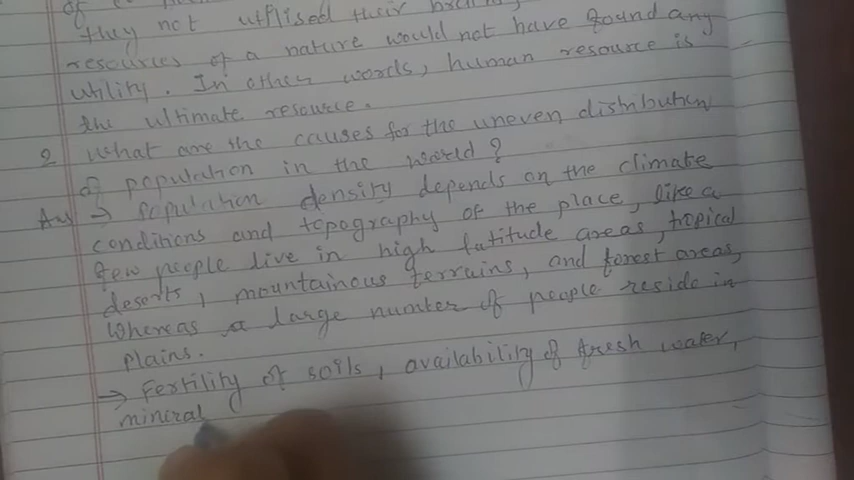 they not utilised their
resources of a nature would not have found any
utility. In other words, human resource is
the ultimate resource.
2 What are the causes for the uneven distribution
of population in the world?
Ans → Population density depends on the climate
conditions and topography of the place, like a
few people live in high latitude areas, tropical
deserts, mountainous terrains, and forest areas,
whereas a large number of people reside in
plains.
→ Fertility of soils, availability of fresh water,
mineral